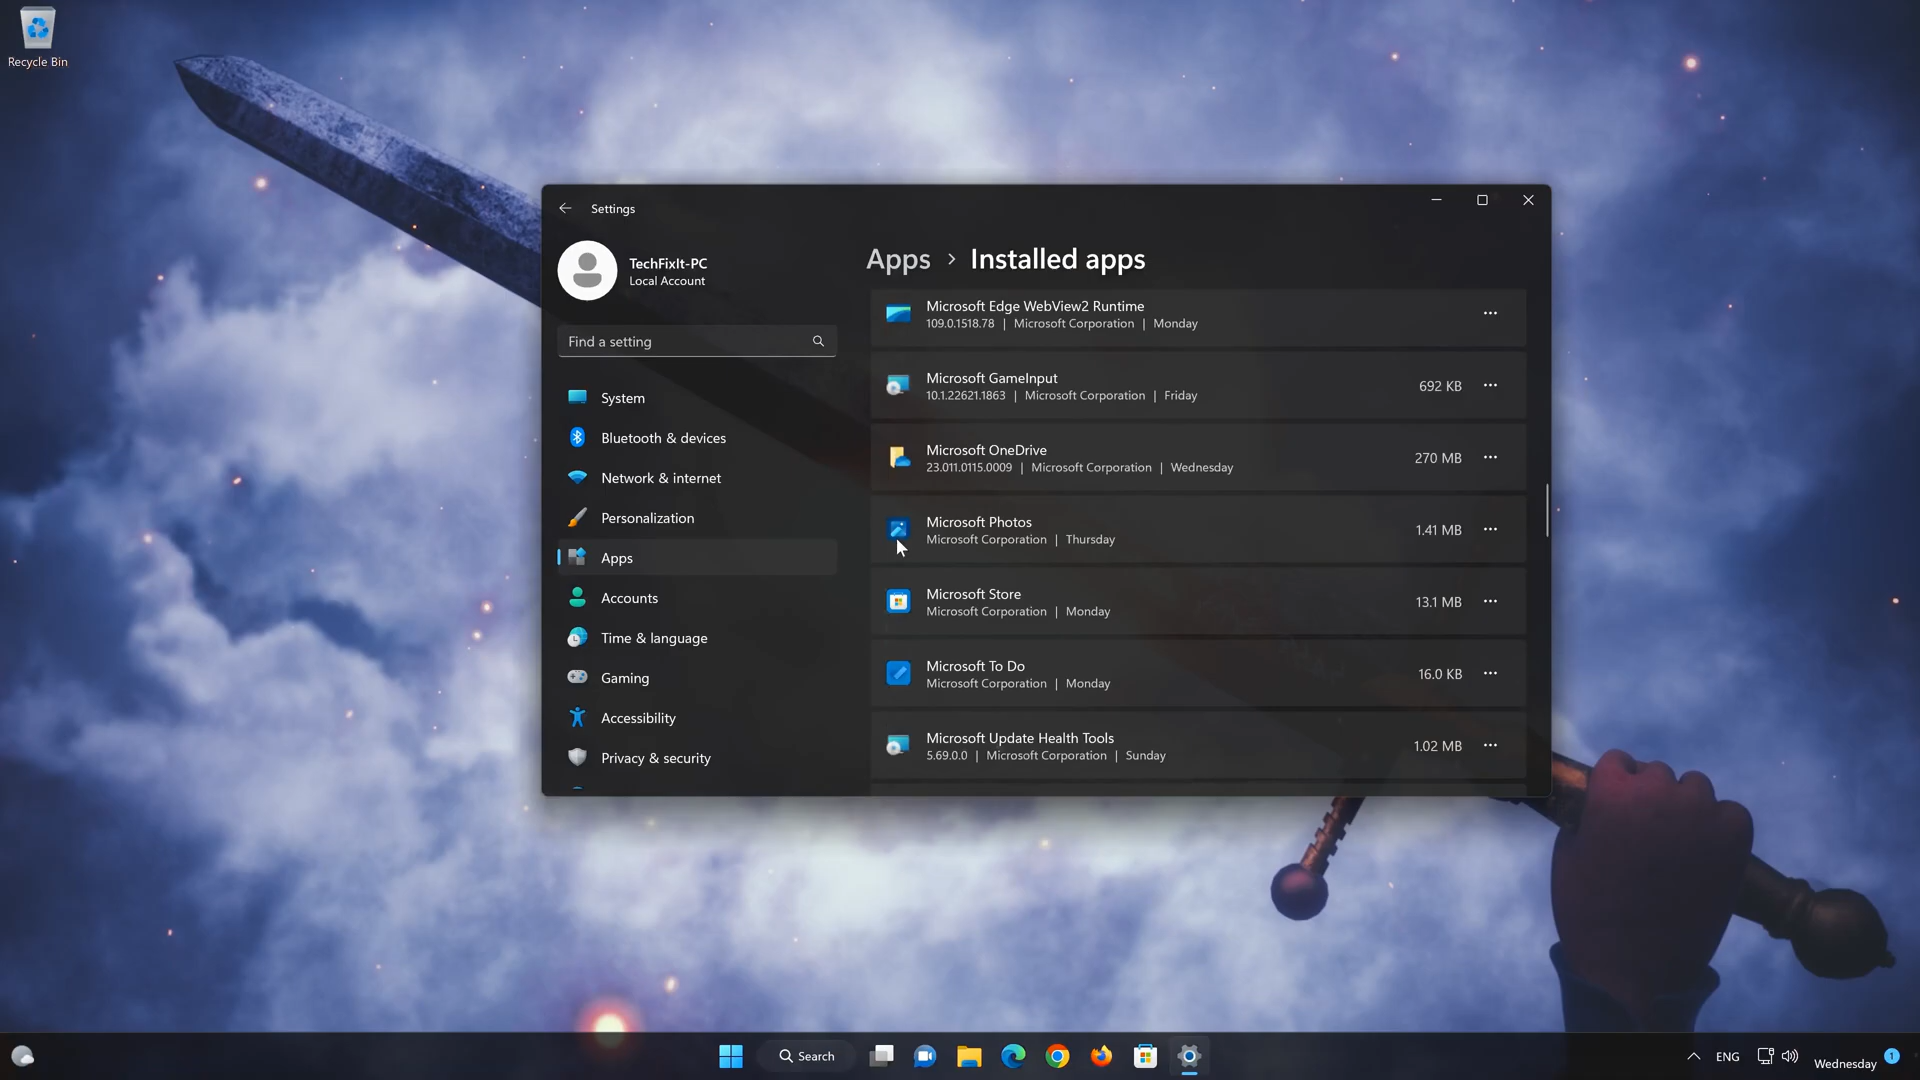 Recycle Bin
Settings
TechFixIt-PC
Local Account
Find a setting
System
Bluetooth & devices
Network & internet
Personalization
Apps
Accounts
Time & language
Gaming
Accessibility
Privacy & security
Apps > Installed apps
Microsoft Edge WebView2 Runtime
109.0.1518.78 | Microsoft Corporation | Monday
Microsoft GameInput
10.1.22621.1863 | Microsoft Corporation | Friday
692 KB
Microsoft OneDrive
23.011.0115.0009 | Microsoft Corporation | Wednesday
270 MB
Microsoft Photos
Microsoft Corporation | Thursday
1.41 MB
Microsoft Store
Microsoft Corporation | Monday
13.1 MB
Microsoft To Do
Microsoft Corporation | Monday
16.0 KB
Microsoft Update Health Tools
5.69.0.0 | Microsoft Corporation | Sunday
1.02 MB
Search
ENG
Wednesday
1